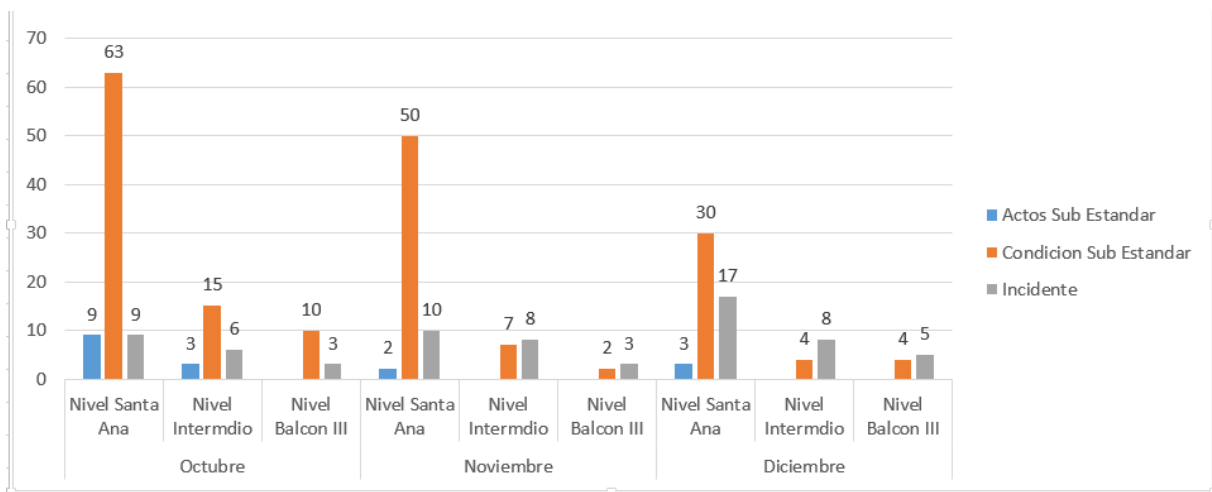 70
60
50
40
30
20
10
0
63
9
9
15
3
6
10
3
50
2
10
7
8
2
3
30
3
17
4
8
4
5
Nivel Santa Ana
Nivel Intermdio
Nivel Balcon III
Nivel Santa Ana
Nivel Intermdio
Nivel Balcon III
Nivel Santa Ana
Nivel Intermdio
Nivel Balcon III
Octubre
Noviembre
Diciembre
Actos Sub Estandar
Condicion Sub Estandar
Incidente